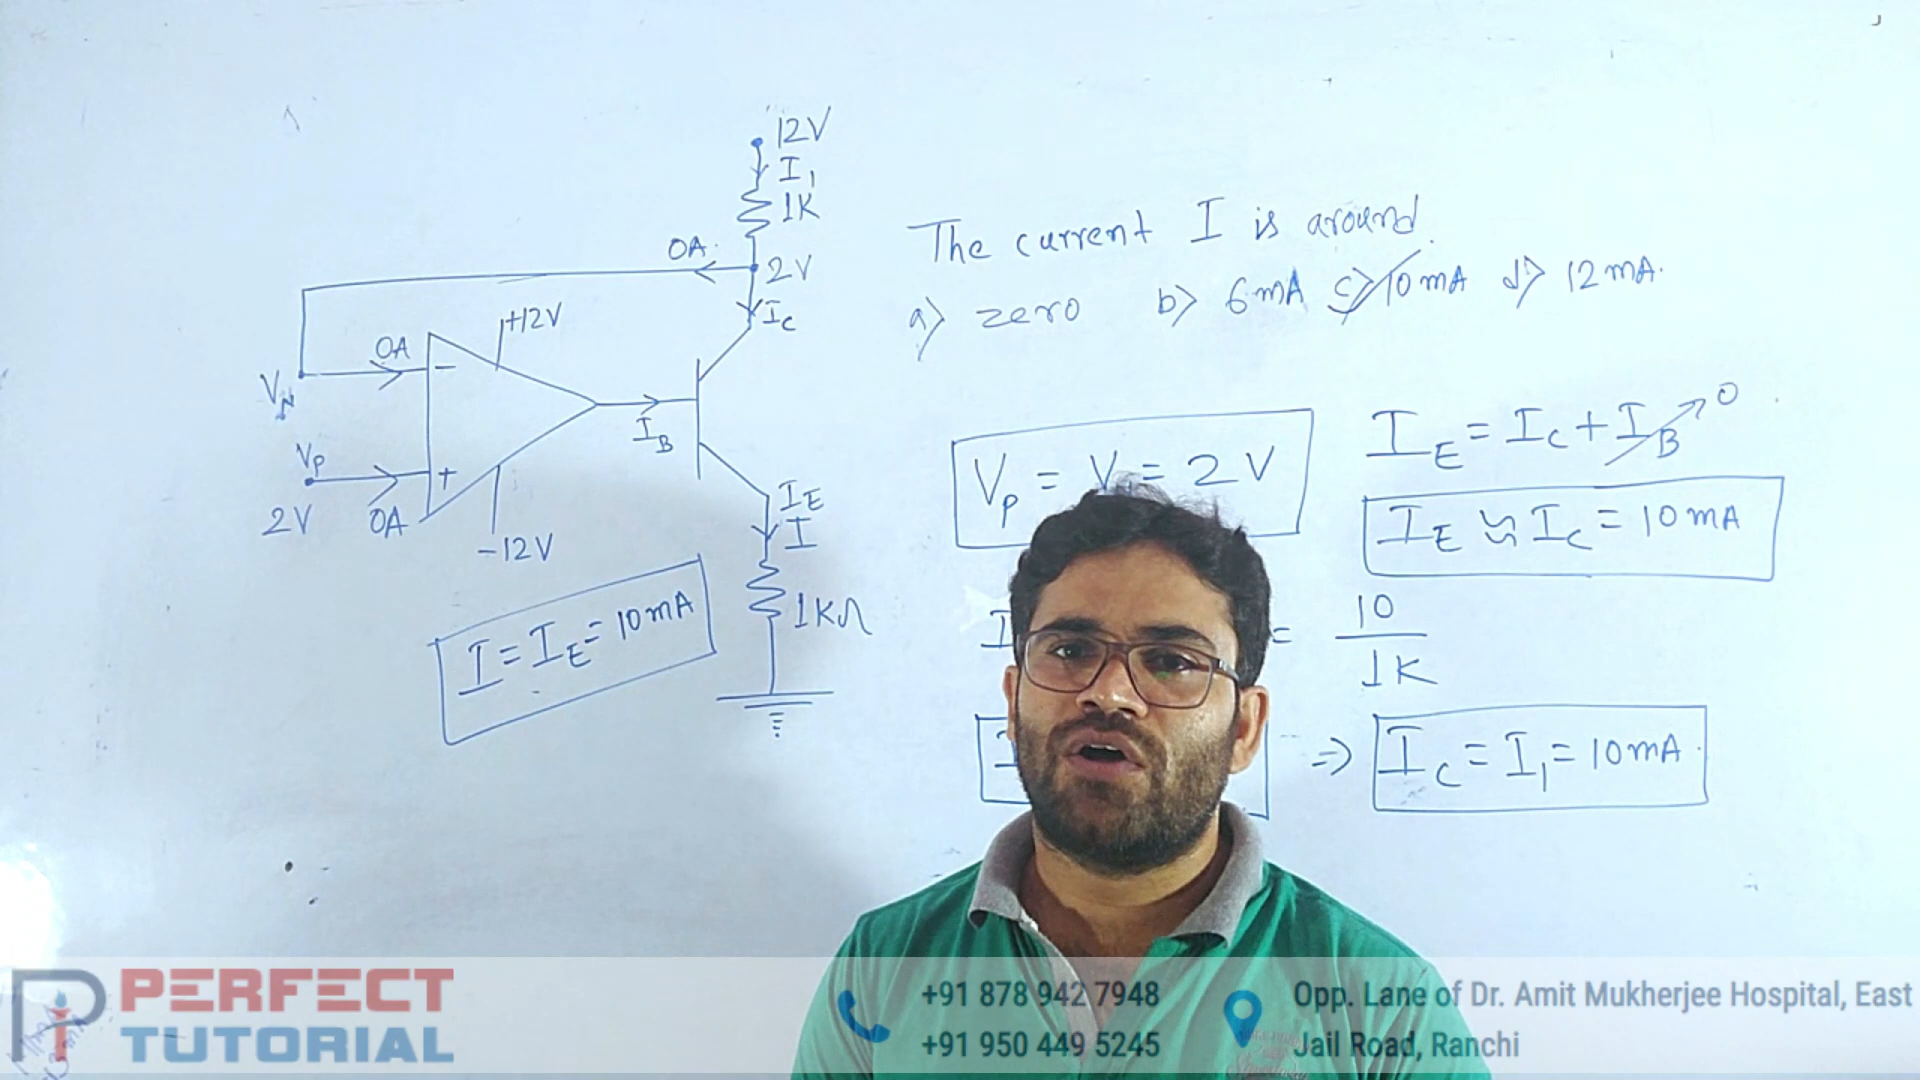 12V
I1
1K
OA
2V
IC
+12V
OA
VN
IB
VP
2V
OA
-12V
IE
I
1KΩ
I = IE = 10mA
The current I is around
a) zero b) 6mA c) 10mA d) 12mA.
VP = V = 2V
IE = IC + IB 0
IE ≈ IC = 10mA
I = 10
1K
⇒ IC = I1 = 10mA
PERFECT
TUTORIAL
+91 878 942 7948
+91 950 449 5245
Opp. Lane of Dr. Amit Mukherjee Hospital, East
Jail Road, Ranchi